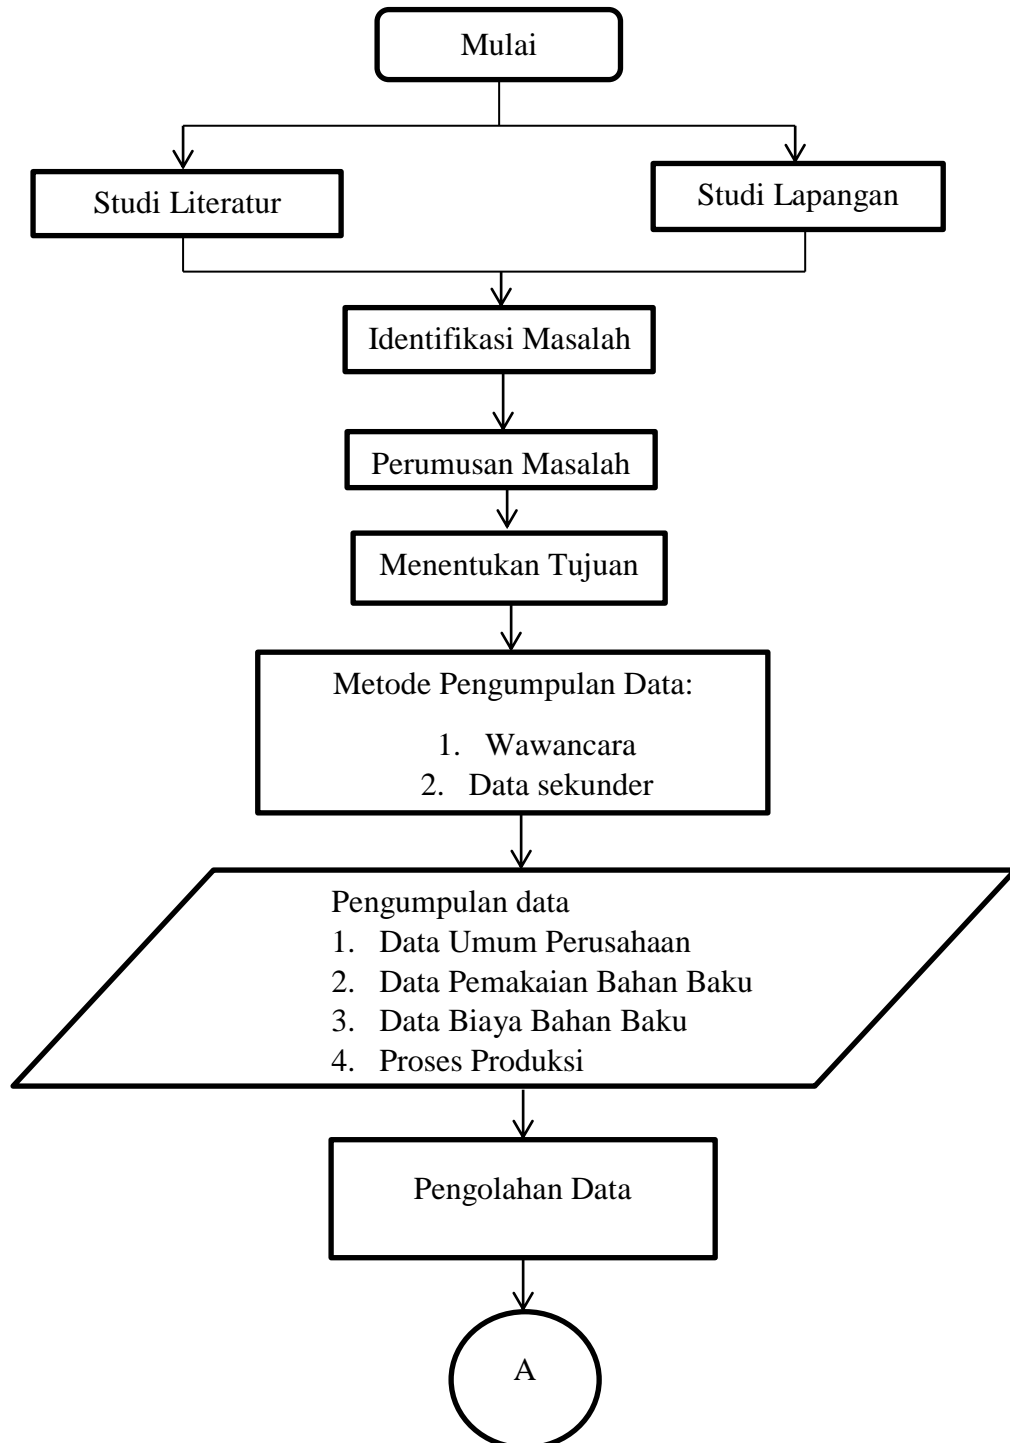 Mulai
Studi Literatur
Studi Lapangan
Identifikasi Masalah
Perumusan Masalah
Menentukan Tujuan
Metode Pengumpulan Data:
1. Wawancara
2. Data sekunder
Pengumpulan data
1. Data Umum Perusahaan
2. Data Pemakaian Bahan Baku
3. Data Biaya Bahan Baku
4. Proses Produksi
Pengolahan Data
A